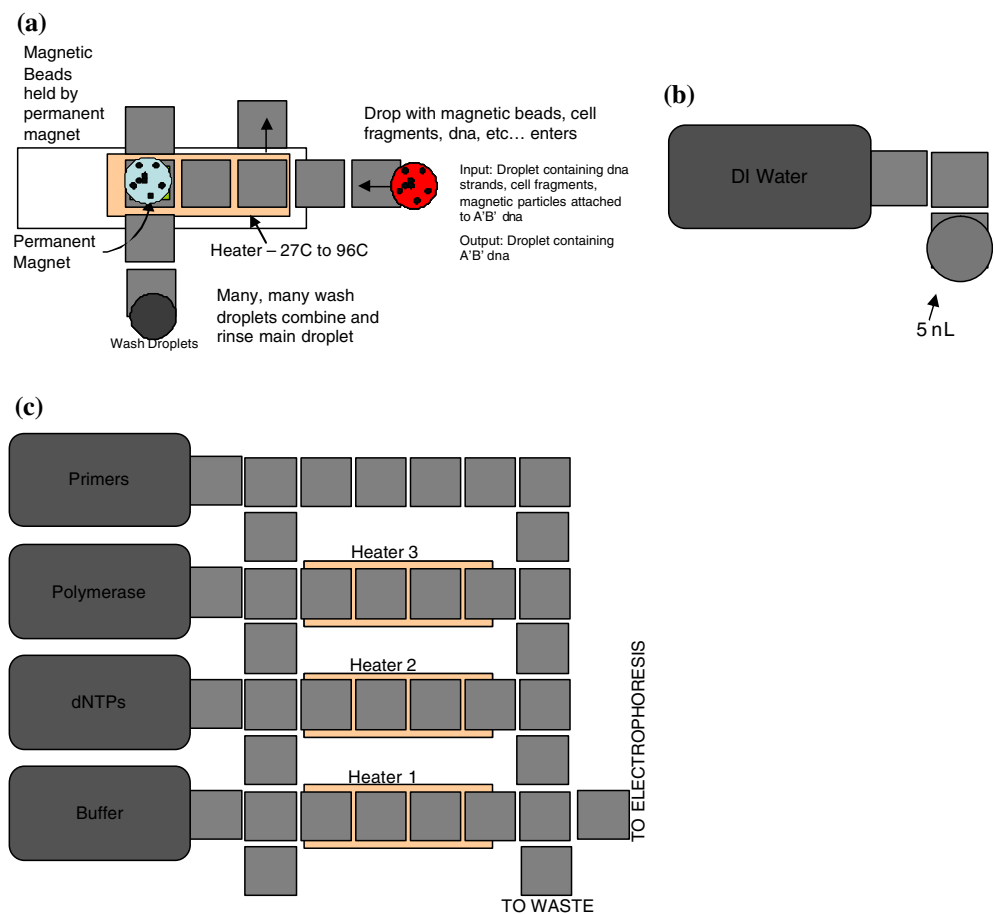 (a)
Magnetic
Beads
held by
permanent
magnet
Drop with magnetic beads, cell
fragments, dna, etc... enters
Input: Droplet containing dna
strands, cell fragments,
magnetic particles attached
to A'B' dna
Output: Droplet containing
A'B' dna
Permanent
Magnet
Heater – 27C to 96C
Many, many wash
droplets combine and
rinse main droplet
Wash Droplets
(b)
DI Water
5 nL
(c)
Primers
Polymerase
dNTPs
Buffer
Heater 3
Heater 2
Heater 1
TO ELECTROPHORESIS
TO WASTE